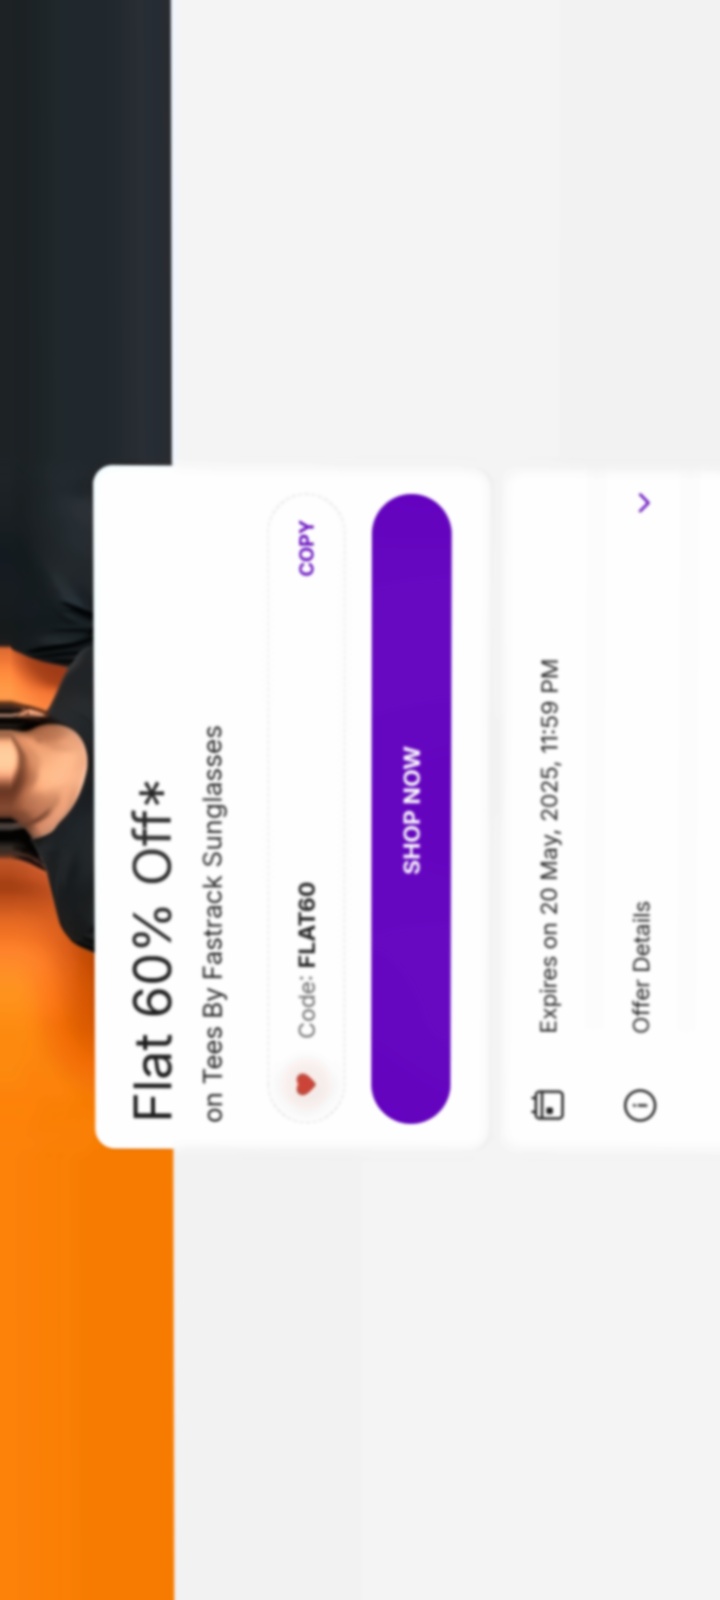 Flat 60% Off*
on Tees By Fastrack Sunglasses
Code: FLAT60 COPY
SHOP NOW
Expires on 20 May, 2025, 11:59 PM
Offer Details